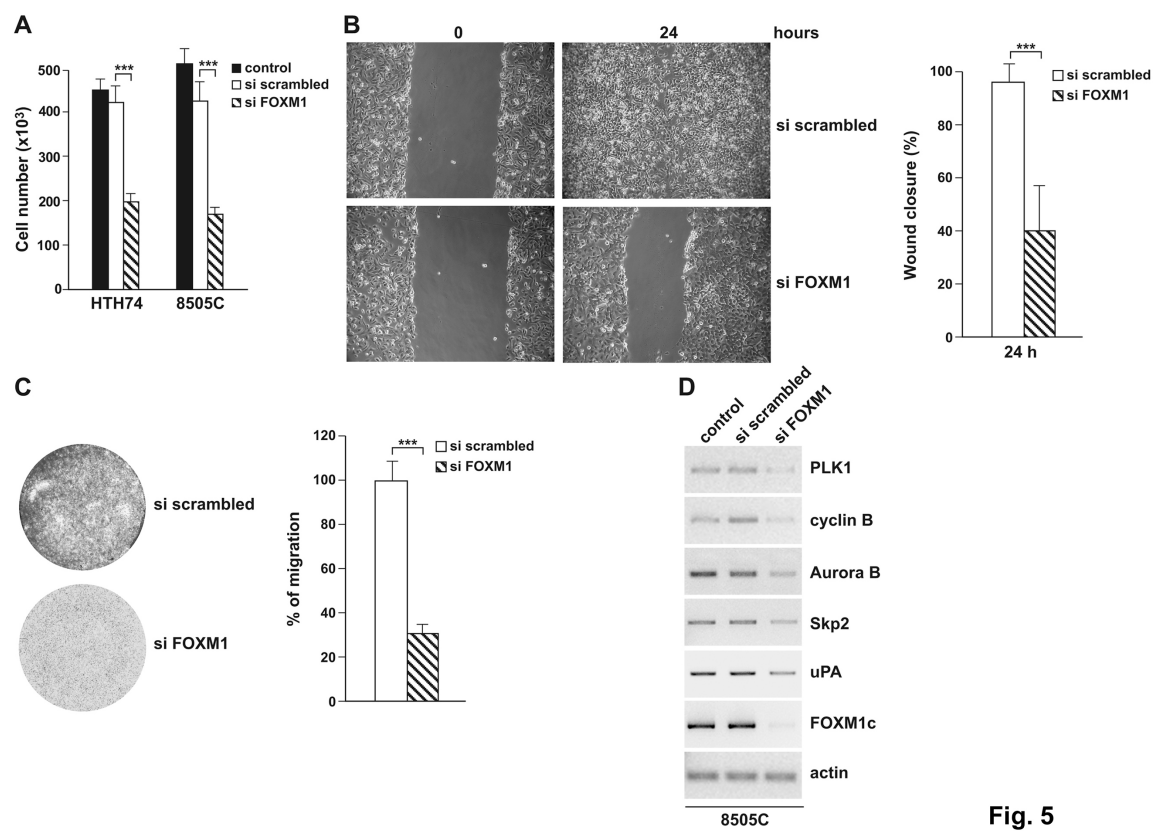 A
Cell number (x10³)
500
400
300
200
100
0
HTH74
8505C
***
***
control
si scrambled
si FOXM1
B
0
24
hours
si scrambled
si FOXM1
Wound closure (%)
100
80
60
40
20
0
***
24 h
si scrambled
si FOXM1
C
si scrambled
si FOXM1
% of migration
120
100
80
60
40
20
0
***
si scrambled
si FOXM1
D
control
si scrambled
si FOXM1
PLK1
cyclin B
Aurora B
Skp2
uPA
FOXM1c
actin
8505C
Fig. 5